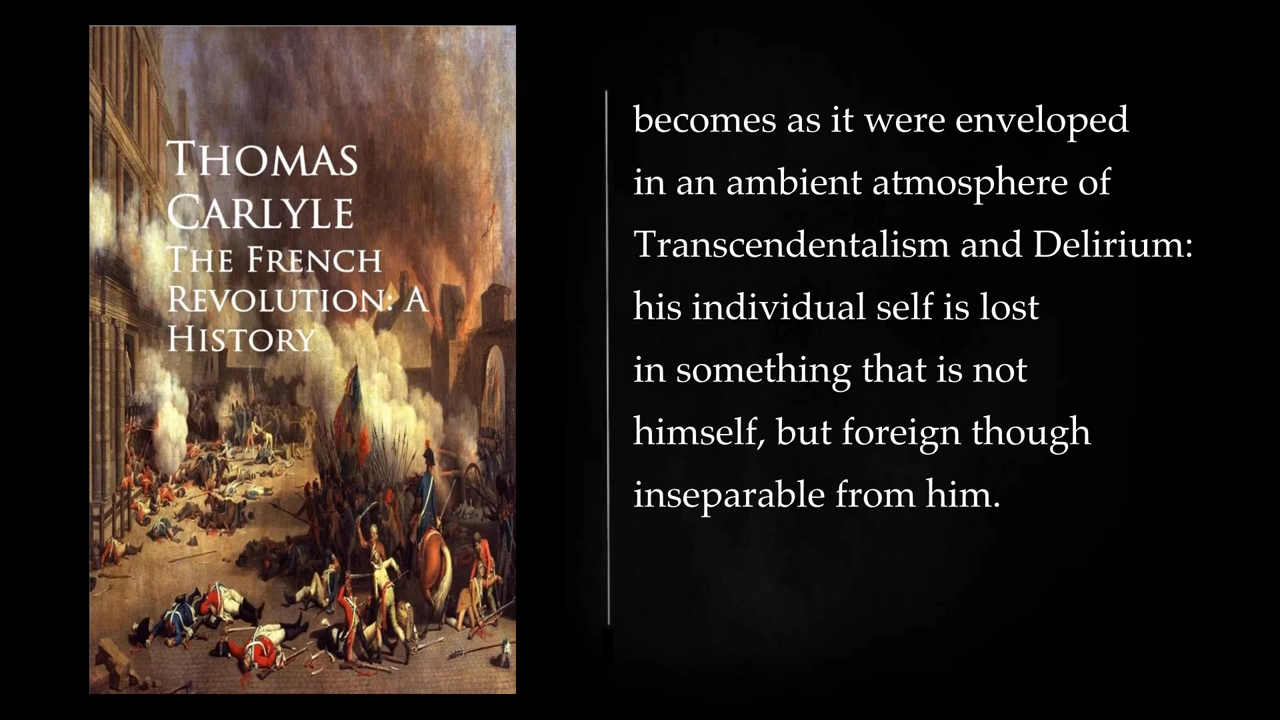 THOMAS
CARLYLE
THE FRENCH
REVOLUTION: A
HISTORY
becomes as it were enveloped
in an ambient atmosphere of
Transcendentalism and Delirium:
his individual self is lost
in something that is not
himself, but foreign though
inseparable from him.